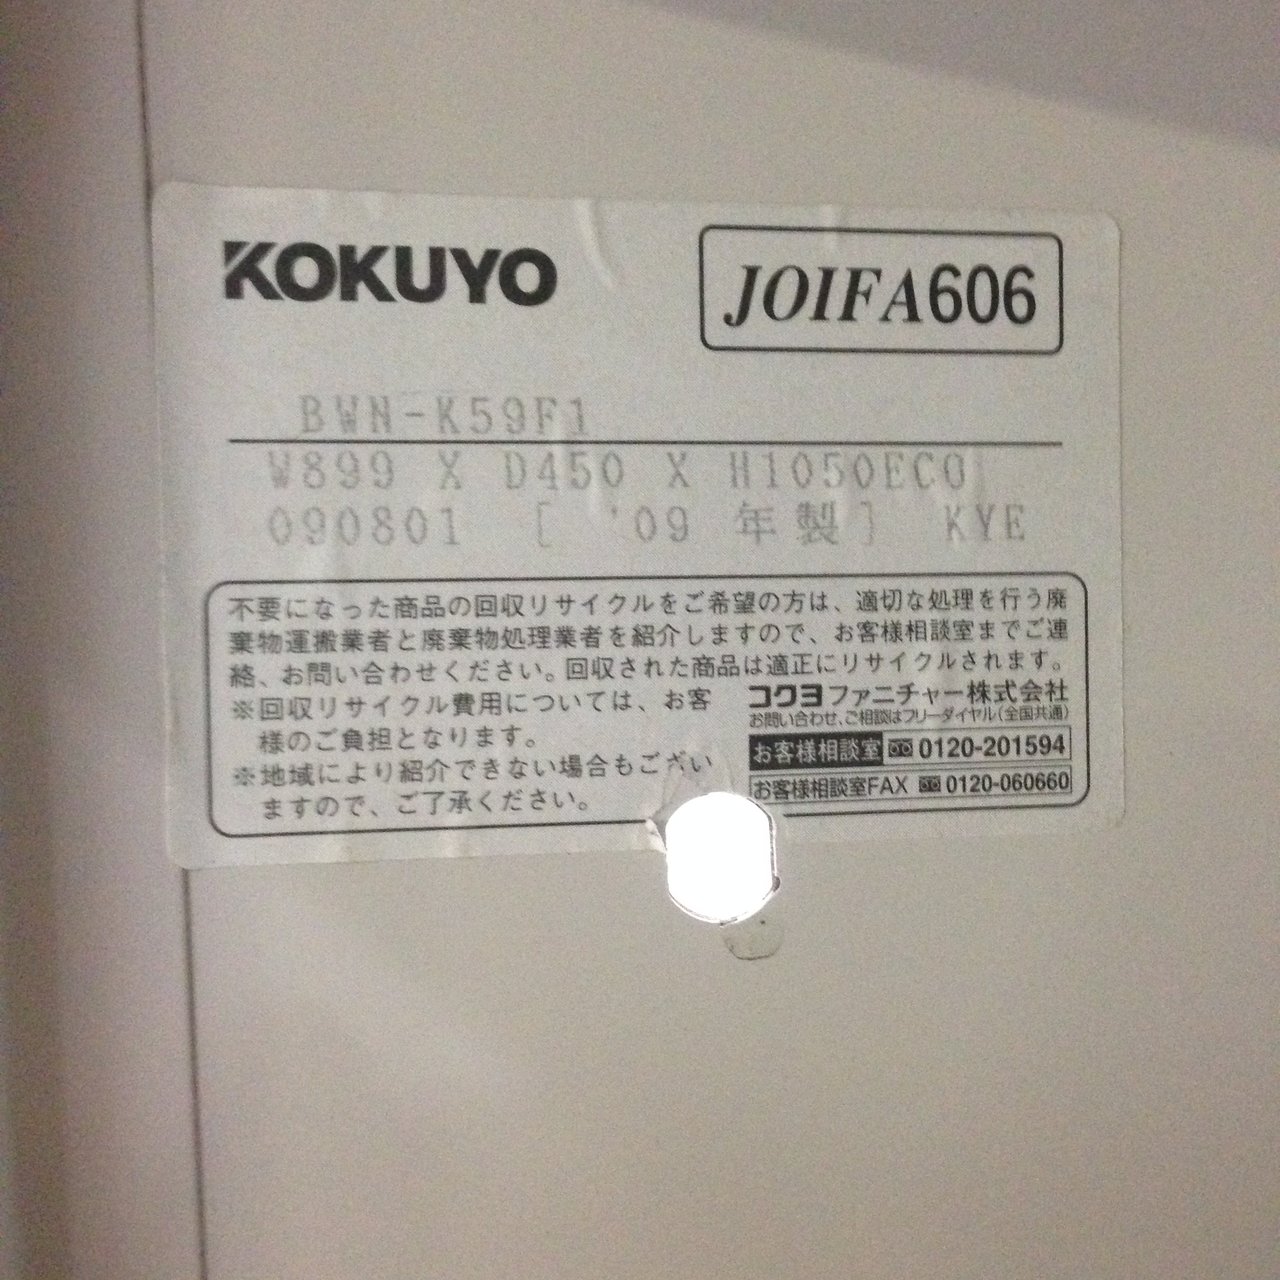 KOKUYO
JOIFA606
BWN-K59F1
W899 X D450 X H1050ECO
090801 [ '09 年製] KYE
不要になった商品の回収リサイクルをご希望の方は、適切な処理を行う廃
棄物運搬業者と廃棄物処理業者を紹介しますので、お客様相談室までご連
絡、お問い合わせください。回収された商品は適正にリサイクルされます。
※回収リサイクル費用については、お客
様のご負担となります。
※地域により紹介できない場合もござい
ますので、ご了承ください。
コクヨファニチャー株式会社
お問い合わせ、ご相談はフリーダイヤル(全国共通)
お客様相談室 0120-201594
お客様相談室FAX 0120-060660